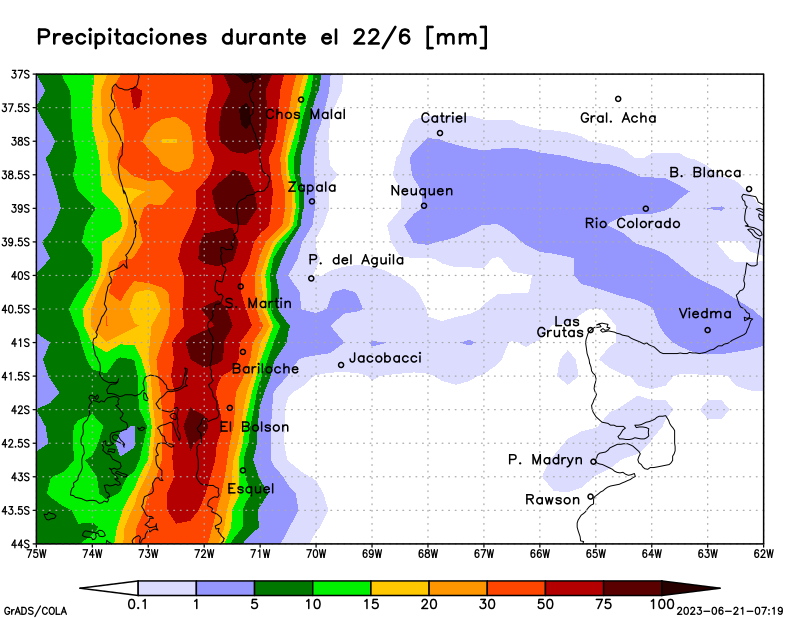 Precipitaciones durante el 22/6 [mm]
37S
37.5S
Chos Malal
Catriel
Gral. Acha
38S
38.5S
Zapala
Neuquen
B. Blanca
39S
Rio Colorado
39.5S
P. del Aguila
40S
S. Martin
40.5S
Viedma
Las
Grutas
41S
Bariloche
Jacobacci
41.5S
42S
El Bolson
42.5S
P. Madryn
43S
Esquel
Rawson
43.5S
44S
75W 74W 73W 72W 71W 70W 69W 68W 67W 66W 65W 64W 63W 62W
0.1 1 5 10 15 20 30 50 75 100
GrADS/COLA
2023-06-21-07:19